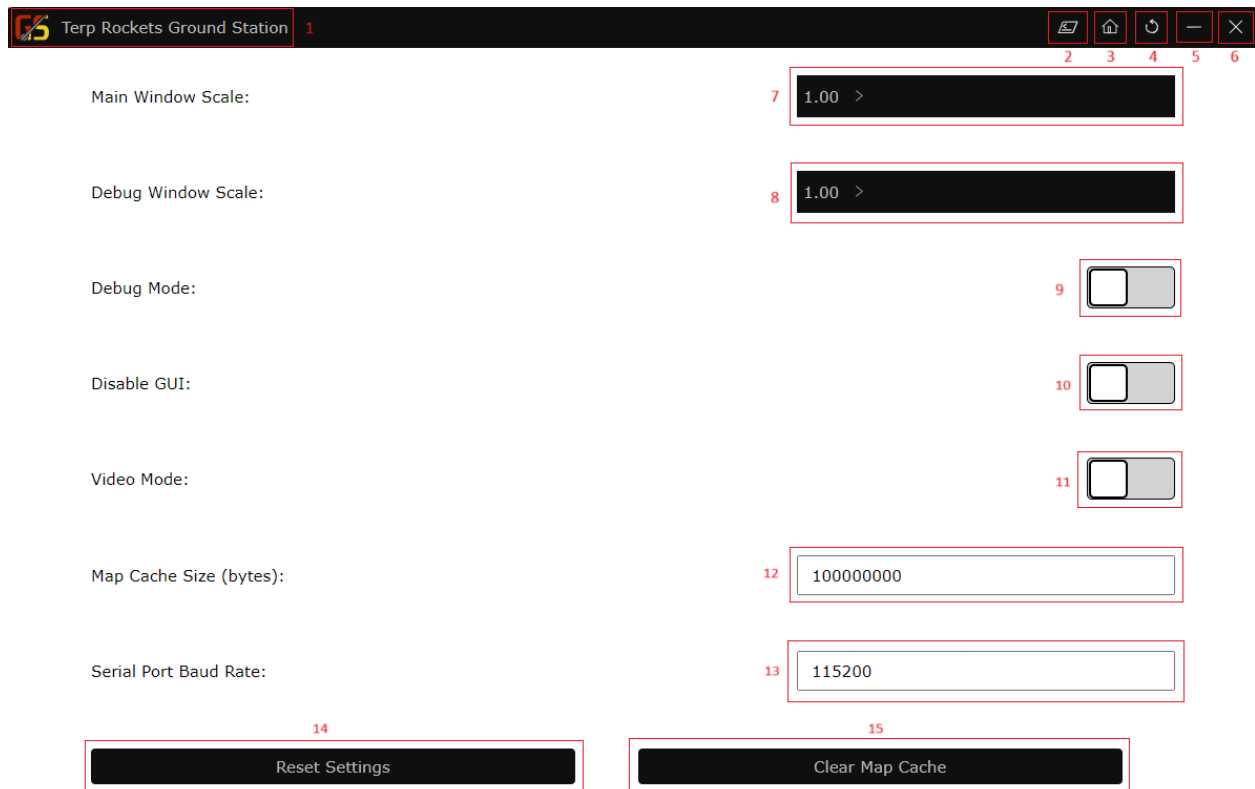 GS Terp Rockets Ground Station 1
2 3 4 5 6
Main Window Scale: 7 1.00 >
Debug Window Scale: 8 1.00 >
Debug Mode: 9
Disable GUI: 10
Video Mode: 11
Map Cache Size (bytes): 12 100000000
Serial Port Baud Rate: 13 115200
14 15
Reset Settings Clear Map Cache